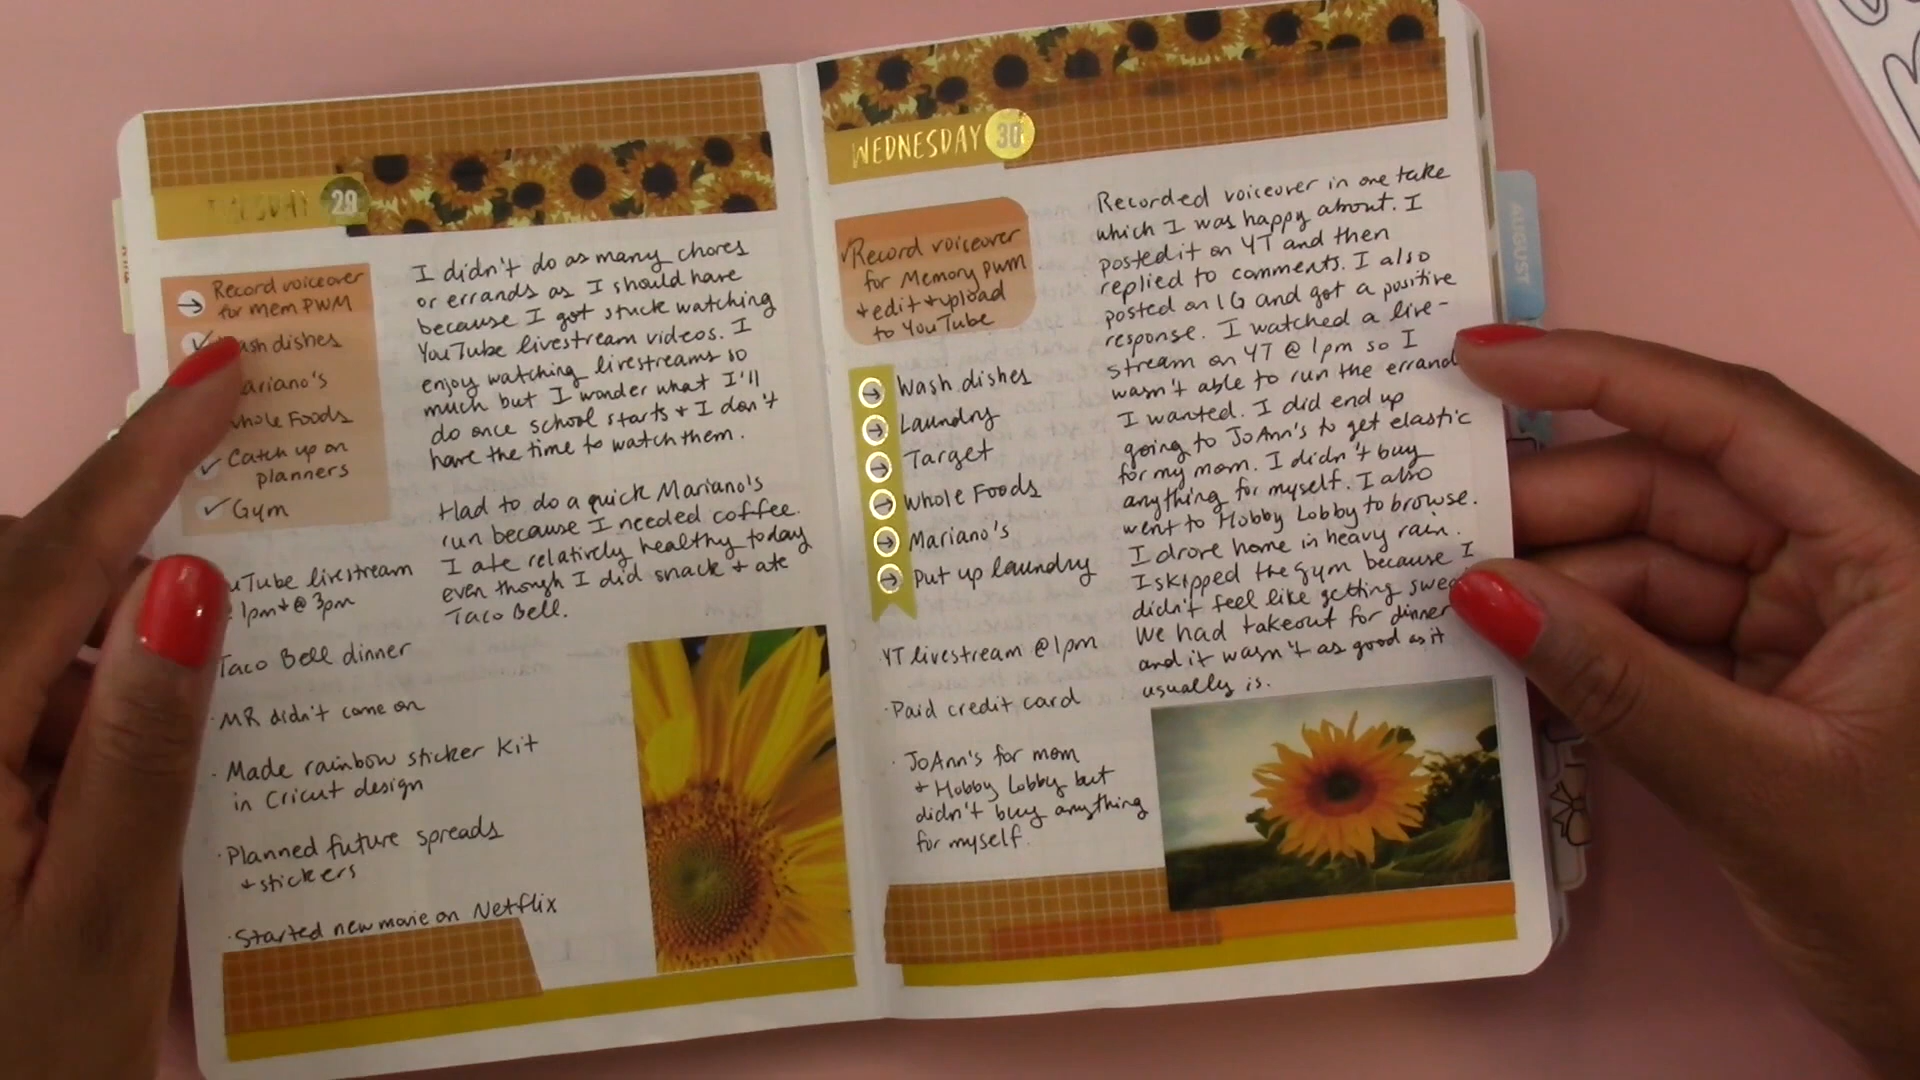 29
Record voiceover
for mem PWM
dishes
Catch up on
planners
Gym
livestream
1pm + @ 3pm
Taco Bell dinner
· MR didn't come on
· Made rainbow sticker kit
in Cricut design
· Planned future spreads
+ stickers
· Started new movie on Netflix
I didn't do as many chores
or errands as I should have
because I got stuck watching
YouTube livestream videos. I
enjoy watching livestreams so
much but I wonder what I'll
do once school starts + I don't
have the time to watch them.
Had to do a quick Mariano's
run because I needed coffee.
I ate relatively healthy today
even though I did snack + ate
Taco Bell.
WEDNESDAY 30
Record voiceover
for Memory PWM
+ edit + upload
to YouTube
Wash dishes
Laundry
Target
Whole Foods
Mariano's
Put up laundry
YT livestream @ 1pm
· Paid credit card
· JoAnn's for mom
+ Hobby Lobby but
didn't buy anything
for myself.
Recorded voiceover in one take
which I was happy about. I
posted it on YT and then
replied to comments. I also
posted on IG and got a positive
response. I watched a live-
stream on YT @ 1pm so I
wasn't able to run the errand
I wanted. I did end up
going to JoAnn's to get elastic
for my mom. I didn't buy
anything for myself. I also
went to Hobby Lobby to browse.
I drove home in heavy rain.
I skipped the gym because I
didn't feel like getting
We had takeout for dinner
and it wasn't as good as it
usually is.
AUGUST